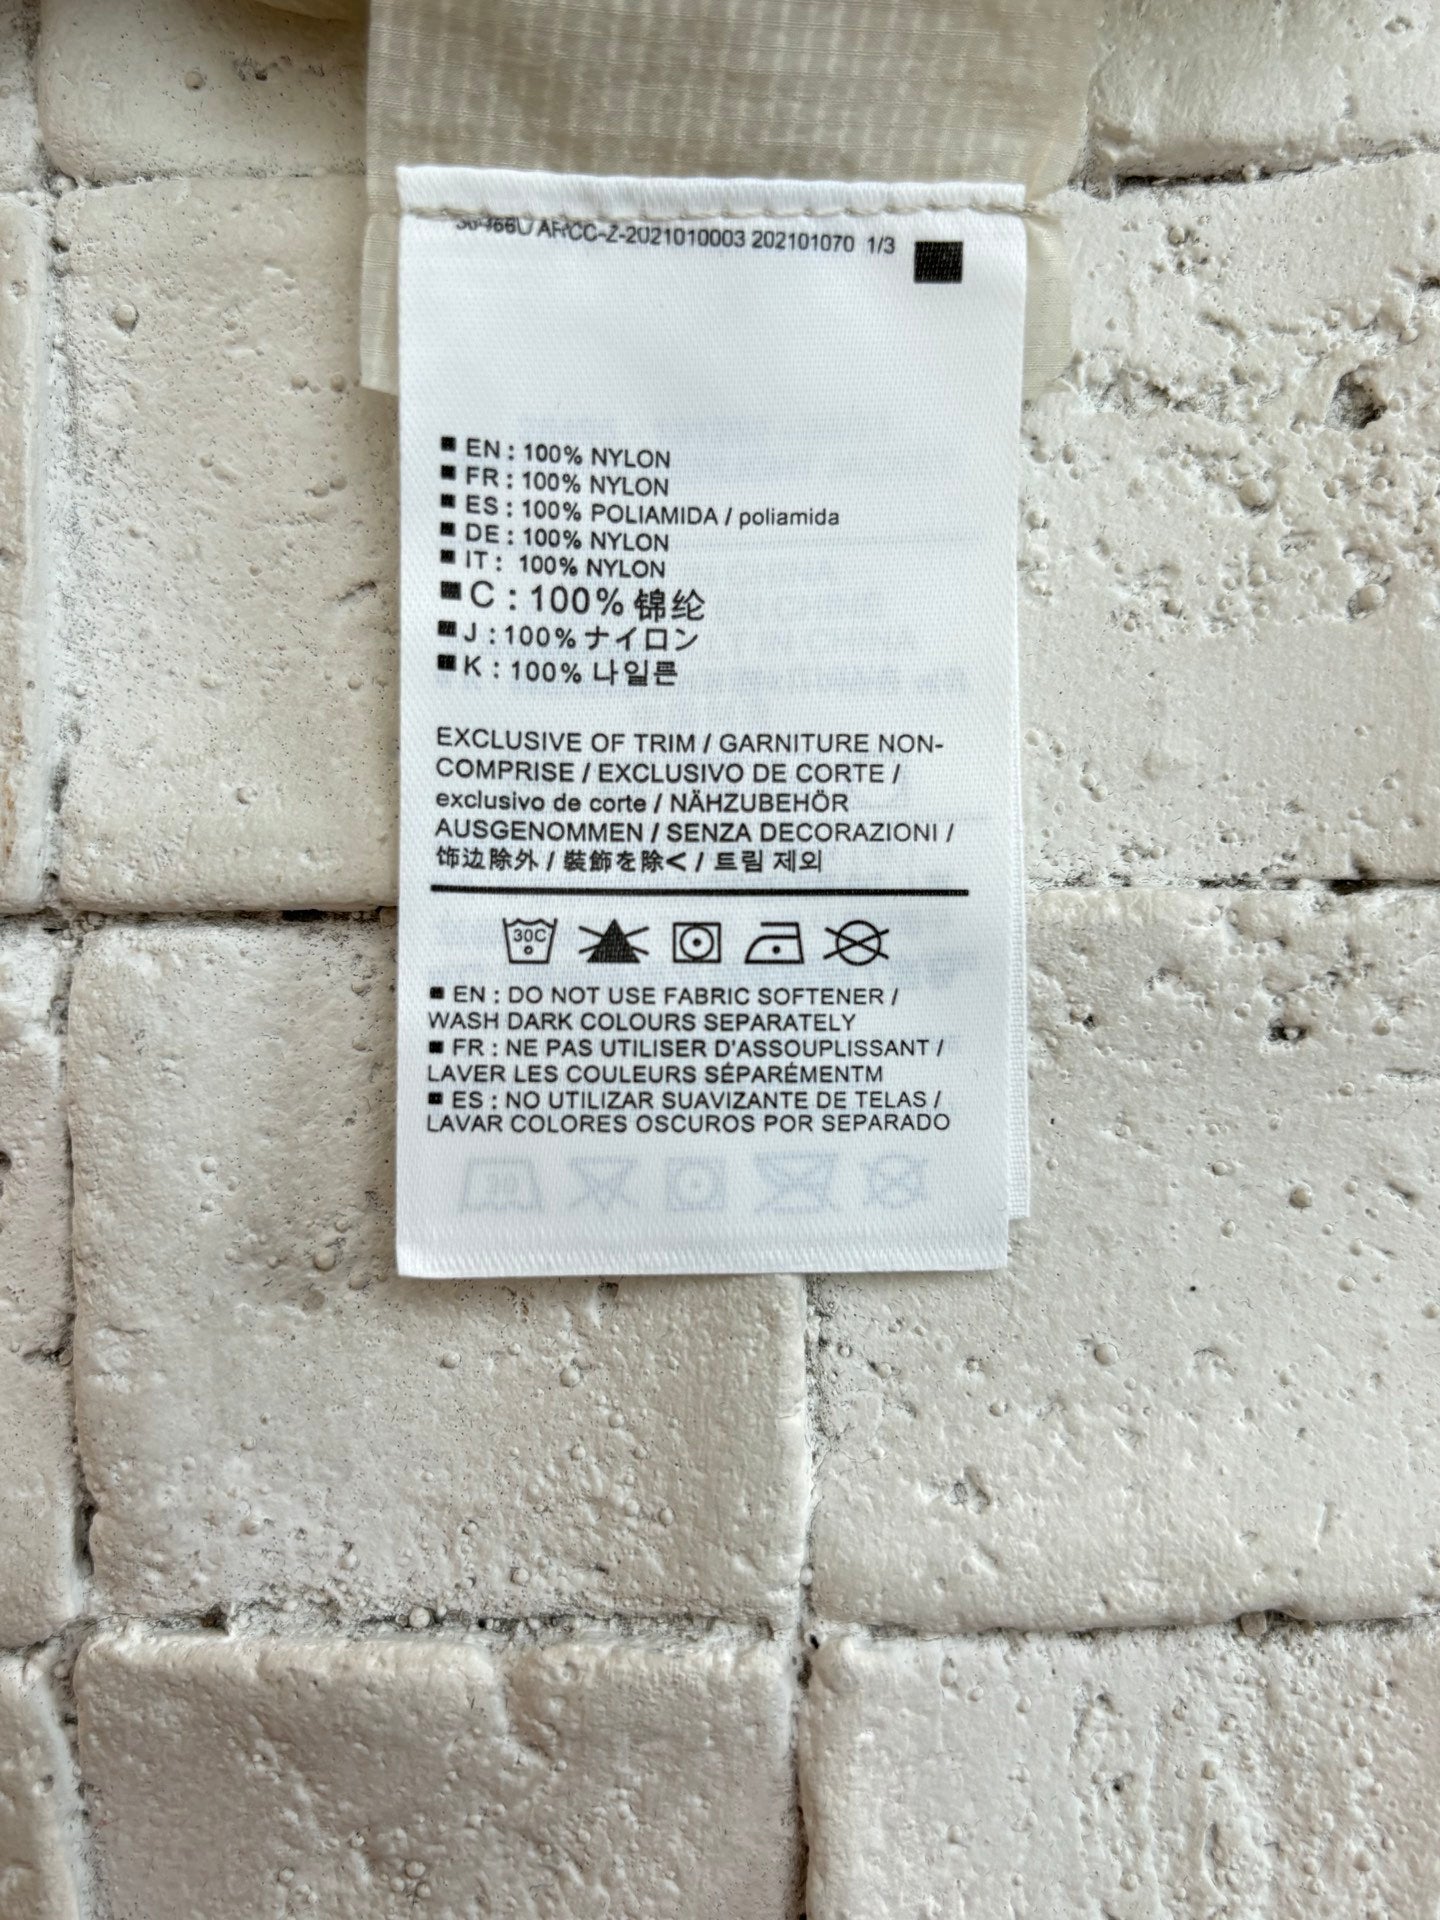 ARCC-Z-2021010003 202101070 1/3
EN : 100% NYLON
FR : 100% NYLON
ES : 100% POLIAMIDA / poliamida
DE : 100% NYLON
IT : 100% NYLON
C : 100% 锦纶
J : 100% ナイロン
K : 100% 나일론
EXCLUSIVE OF TRIM / GARNITURE NON-
COMPRISE / EXCLUSIVO DE CORTE /
exclusivo de corte / NÄHZUBEHÖR
AUSGENOMMEN / SENZA DECORAZIONI /
饰边除外 / 裝飾を除< / 트림 제외
30C
EN : DO NOT USE FABRIC SOFTENER /
WASH DARK COLOURS SEPARATELY
FR : NE PAS UTILISER D'ASSOUPLISSANT /
LAVER LES COULEURS SÉPARÉMENTM
ES : NO UTILIZAR SUAVIZANTE DE TELAS /
LAVAR COLORES OSCUROS POR SEPARADO